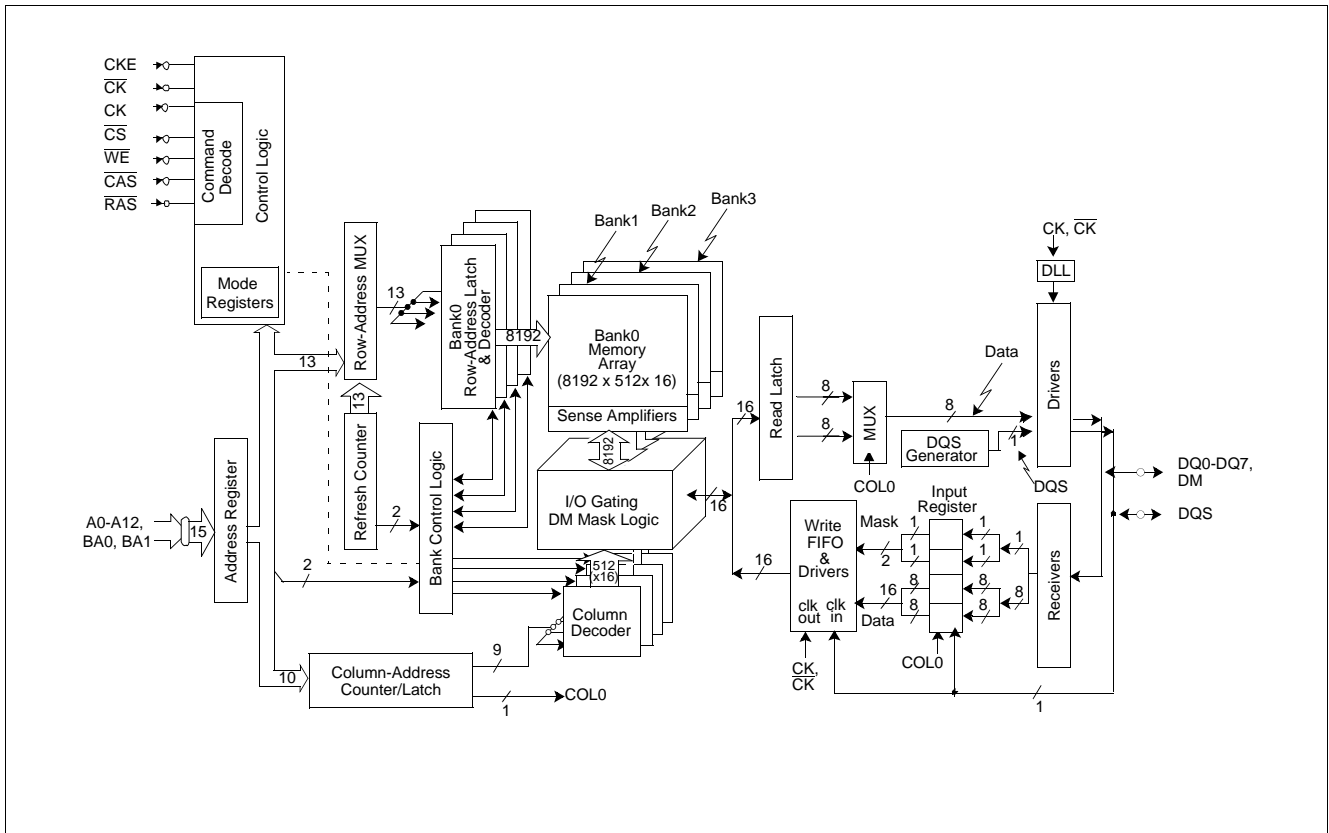 CKE
CK
CK
CS
WE
CAS
RAS
Command
Decode
Control Logic
Mode
Registers
13
A0-A12,
BA0, BA1
15
Address Register
Row-Address MUX
13
Refresh Counter
13
2
2
10
Column-Address
Counter/Latch
9
1
COL0
Bank Control Logic
Bank0
Row-Address Latch
& Decoder
8192
Bank1
Bank2
Bank3
Bank0
Memory
Array
(8192 x 512x 16)
Sense Amplifiers
8192
I/O Gating
DM Mask Logic
512
(x16)
Column
Decoder
16
16
16
Read Latch
8
8
MUX
COL0
8
Data
DQS
Generator
1
DQS
CK, CK
DLL
Drivers
DQ0-DQ7,
DM
DQS
Input
Register
Write
FIFO
&
Drivers
clk
out
clk
in
Mask
2
16
Data
1
1
8
8
1
1
8
8
1
8
Receivers
COL0
CK,
CK
1